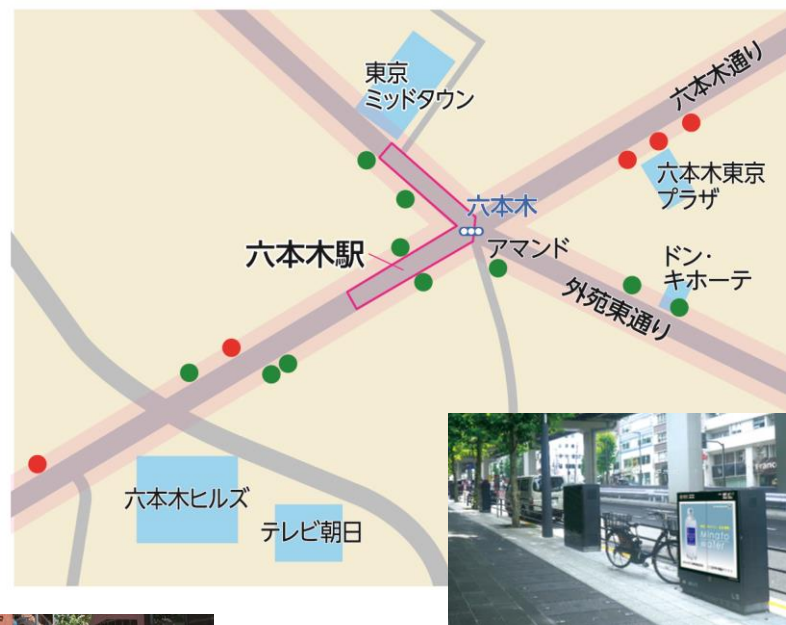 東京
ミッドタウン
六本木通り
六本木東京
プラザ
六本木
アマンド
六本木駅
ドン・
キホーテ
外苑東通り
六本木ヒルズ
テレビ朝日
minato
water